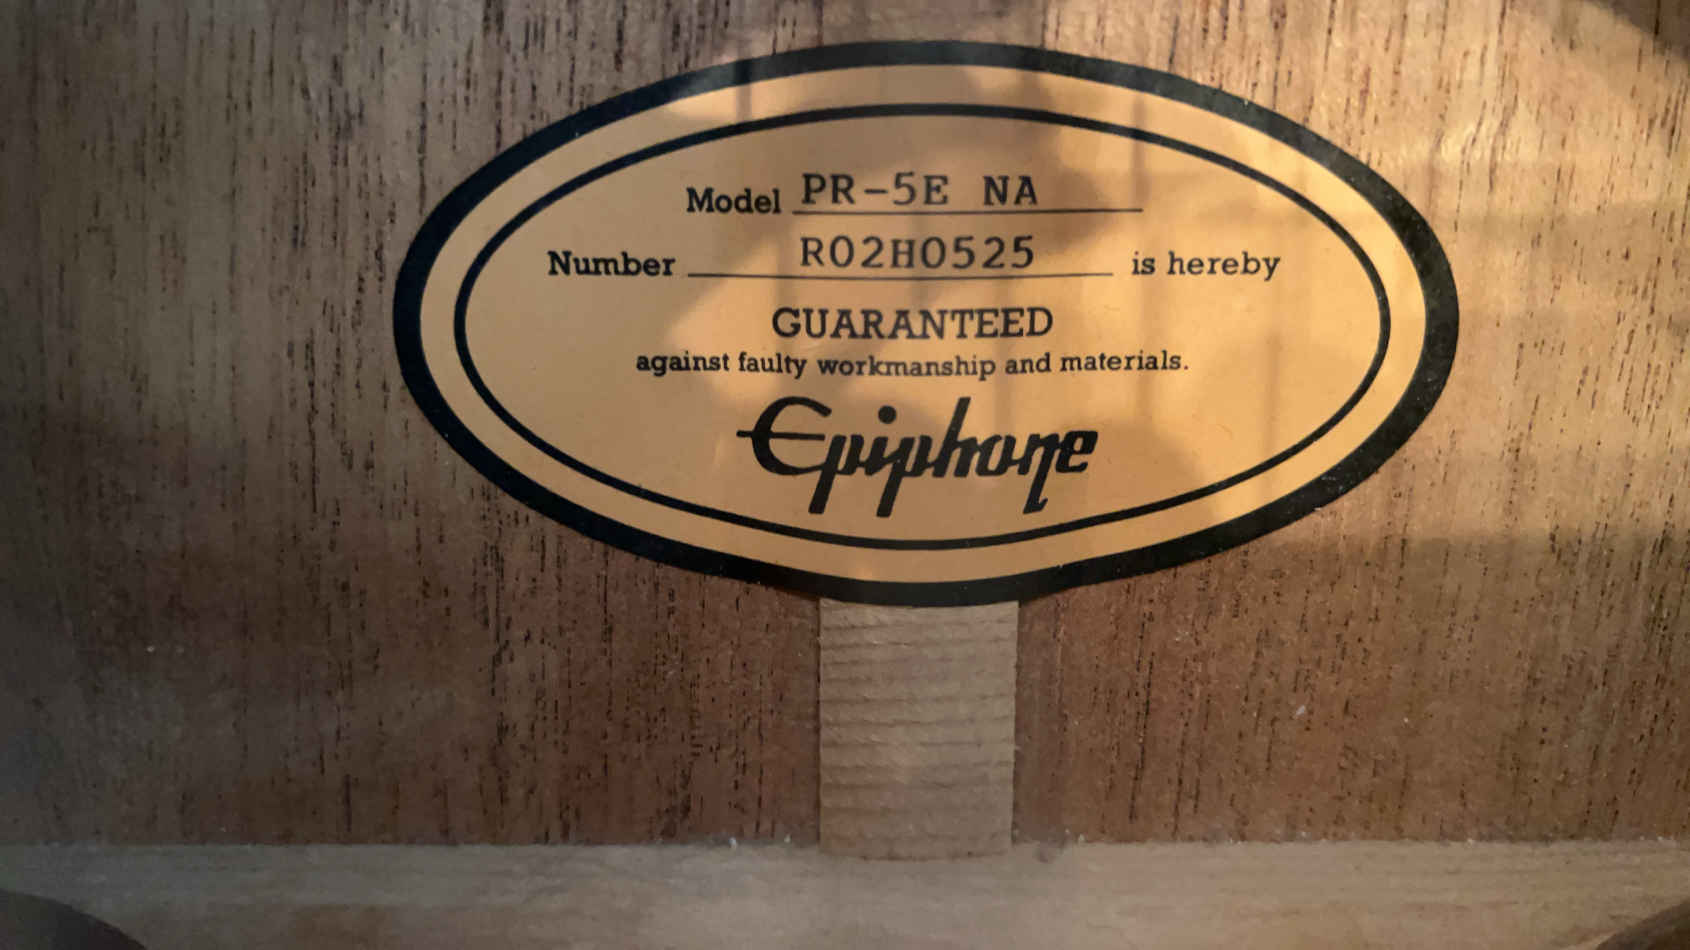 Model PR-5E NA
Number R02H0525 is hereby
GUARANTEED
against faulty workmanship and materials.
Epiphone